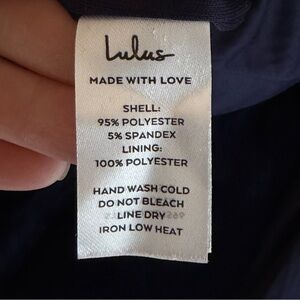 Lulus
MADE WITH LOVE
SHELL:
95% POLYESTER
5% SPANDEX
LINING:
100% POLYESTER
HAND WASH COLD
DO NOT BLEACH
LINE DRY
IRON LOW HEAT